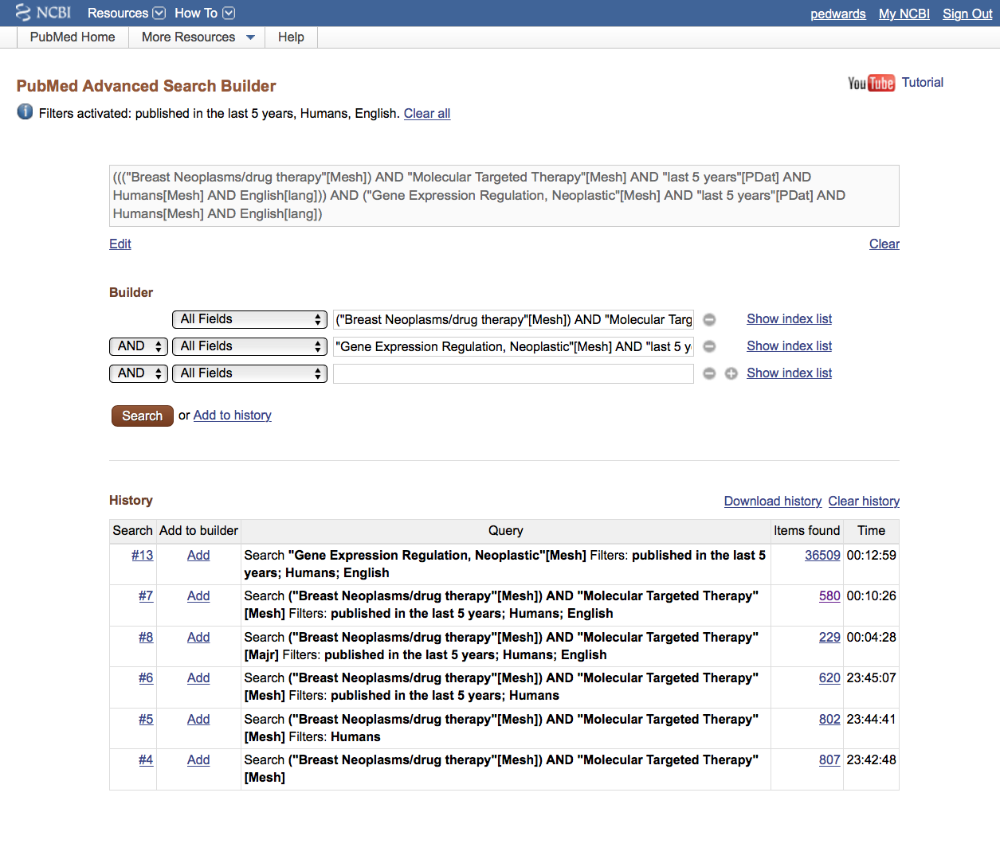 NCBI Resources How To pedwards My NCBI Sign Out
PubMed Home More Resources Help
PubMed Advanced Search Builder
YouTube Tutorial
Filters activated: published in the last 5 years, Humans, English. Clear all
((("Breast Neoplasms/drug therapy"[Mesh]) AND "Molecular Targeted Therapy"[Mesh] AND "last 5 years"[PDat] AND
Humans[Mesh] AND English[lang])) AND ("Gene Expression Regulation, Neoplastic"[Mesh] AND "last 5 years"[PDat] AND
Humans[Mesh] AND English[lang])
Edit Clear
Builder
All Fields ("Breast Neoplasms/drug therapy"[Mesh]) AND "Molecular Targ Show index list
AND All Fields "Gene Expression Regulation, Neoplastic"[Mesh] AND "last 5 y Show index list
AND All Fields Show index list
Search or Add to history
History Download history Clear history
Search Add to builder Query Items found Time
#13 Add Search "Gene Expression Regulation, Neoplastic"[Mesh] Filters: published in the last 5 36509 00:12:59
years; Humans; English
#7 Add Search ("Breast Neoplasms/drug therapy"[Mesh]) AND "Molecular Targeted Therapy" 580 00:10:26
[Mesh] Filters: published in the last 5 years; Humans; English
#8 Add Search ("Breast Neoplasms/drug therapy"[Mesh]) AND "Molecular Targeted Therapy" 229 00:04:28
[Majr] Filters: published in the last 5 years; Humans; English
#6 Add Search ("Breast Neoplasms/drug therapy"[Mesh]) AND "Molecular Targeted Therapy" 620 23:45:07
[Mesh] Filters: published in the last 5 years; Humans
#5 Add Search ("Breast Neoplasms/drug therapy"[Mesh]) AND "Molecular Targeted Therapy" 802 23:44:41
[Mesh] Filters: Humans
#4 Add Search ("Breast Neoplasms/drug therapy"[Mesh]) AND "Molecular Targeted Therapy" 807 23:42:48
[Mesh]